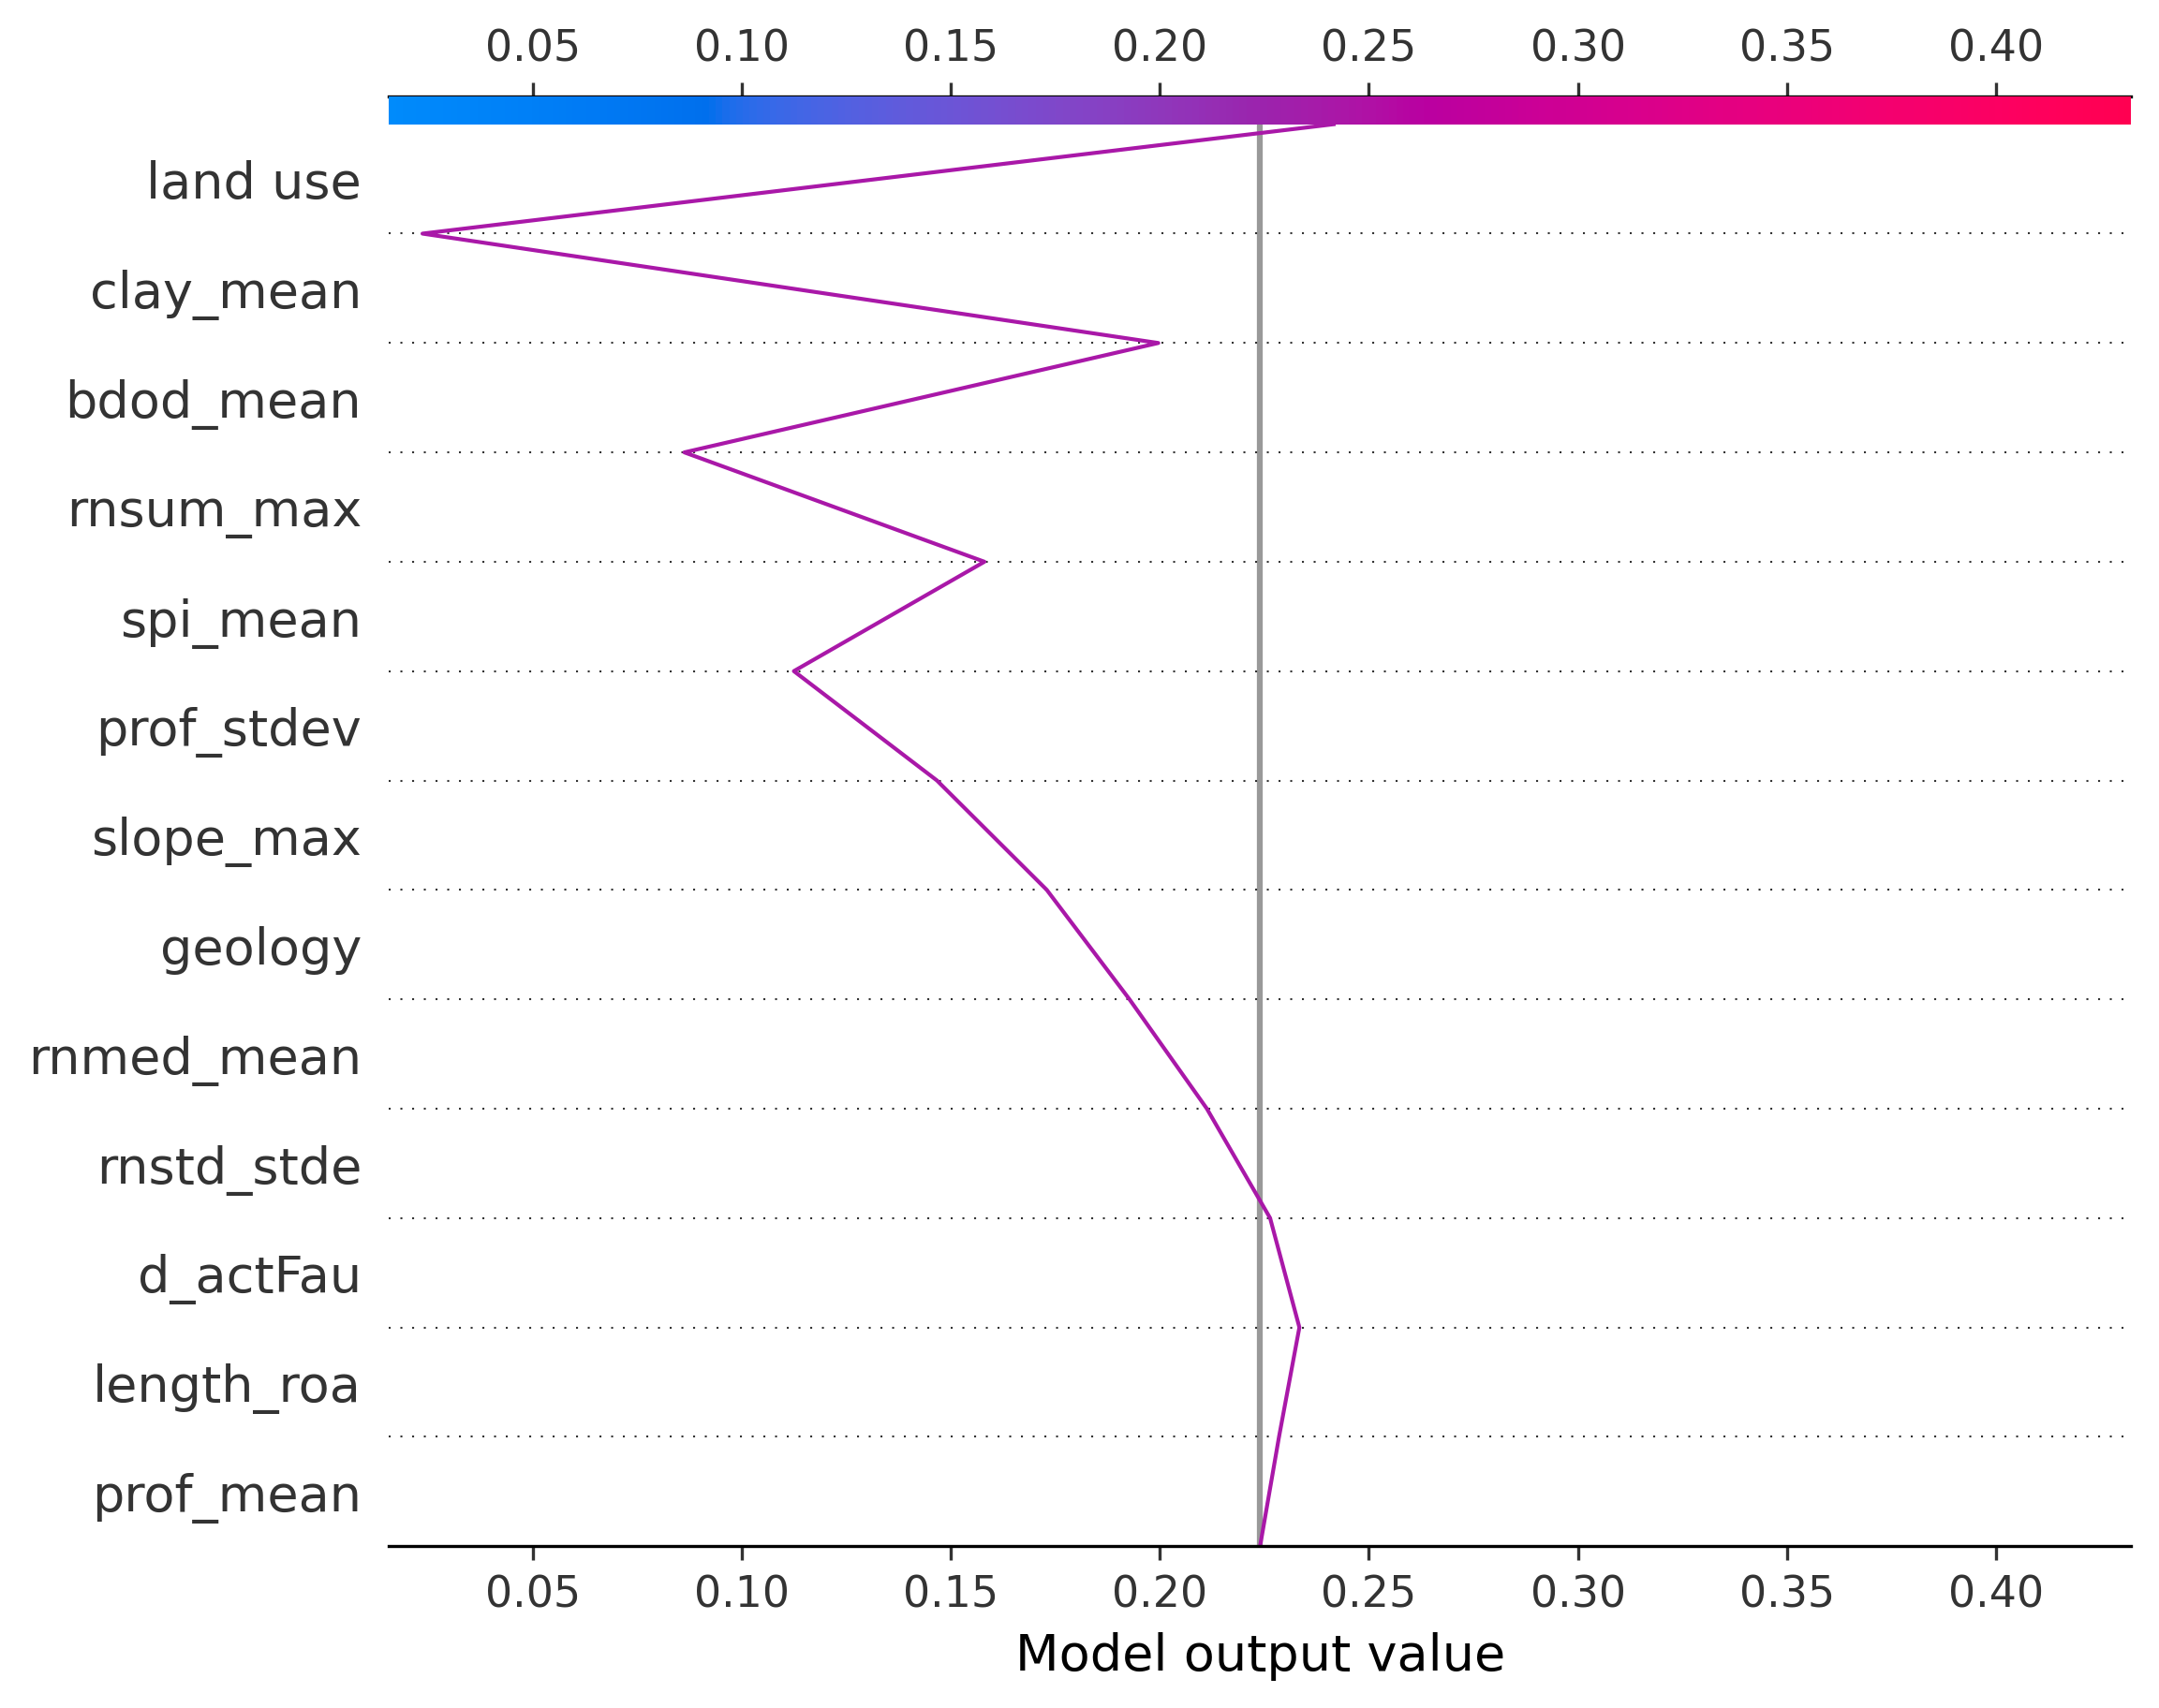 0.05 0.10 0.15 0.20 0.25 0.30 0.35 0.40
land use
clay_mean
bdod_mean
rnsum_max
spi_mean
prof_stdev
slope_max
geology
rnmed_mean
rnstd_stde
d_actFau
length_roa
prof_mean
0.05 0.10 0.15 0.20 0.25 0.30 0.35 0.40
Model output value